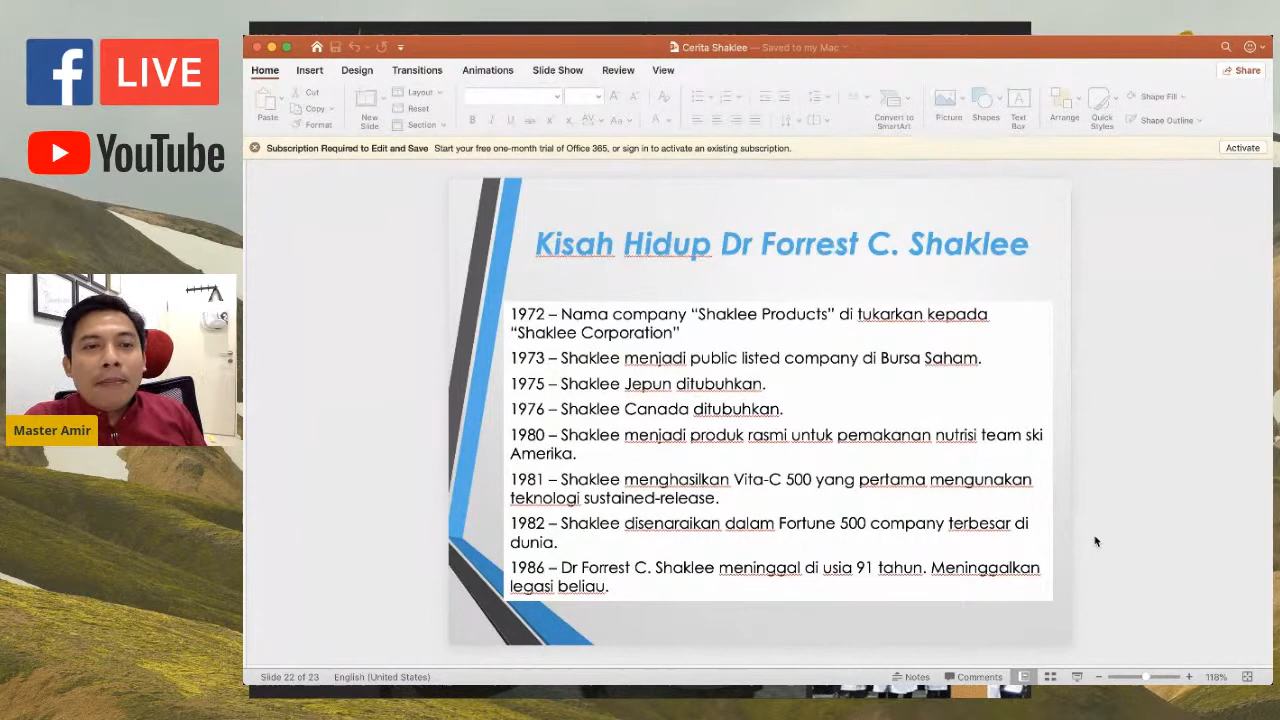 LIVE
YouTube
Master Amir
Cerita Shaklee — Saved to my Mac
Home Insert Design Transitions Animations Slide Show Review View Share
Paste Cut Copy Format New Slide Layout Reset Section Convert to SmartArt Picture Shapes Text Box Arrange Quick Styles Shape Fill Shape Outline
Subscription Required to Edit and Save Start your free one-month trial of Office 365, or sign in to activate an existing subscription. Activate
Kisah Hidup Dr Forrest C. Shaklee
1972 – Nama company “Shaklee Products” di tukarkan kepada
“Shaklee Corporation”
1973 – Shaklee menjadi public listed company di Bursa Saham.
1975 – Shaklee Jepun ditubuhkan.
1976 – Shaklee Canada ditubuhkan.
1980 – Shaklee menjadi produk rasmi untuk pemakanan nutrisi team ski
Amerika.
1981 – Shaklee menghasilkan Vita-C 500 yang pertama mengunakan
teknologi sustained-release.
1982 – Shaklee disenaraikan dalam Fortune 500 company terbesar di
dunia.
1986 – Dr Forrest C. Shaklee meninggal di usia 91 tahun. Meninggalkan
legasi beliau.
Slide 22 of 23 English (United States) Notes Comments 118%